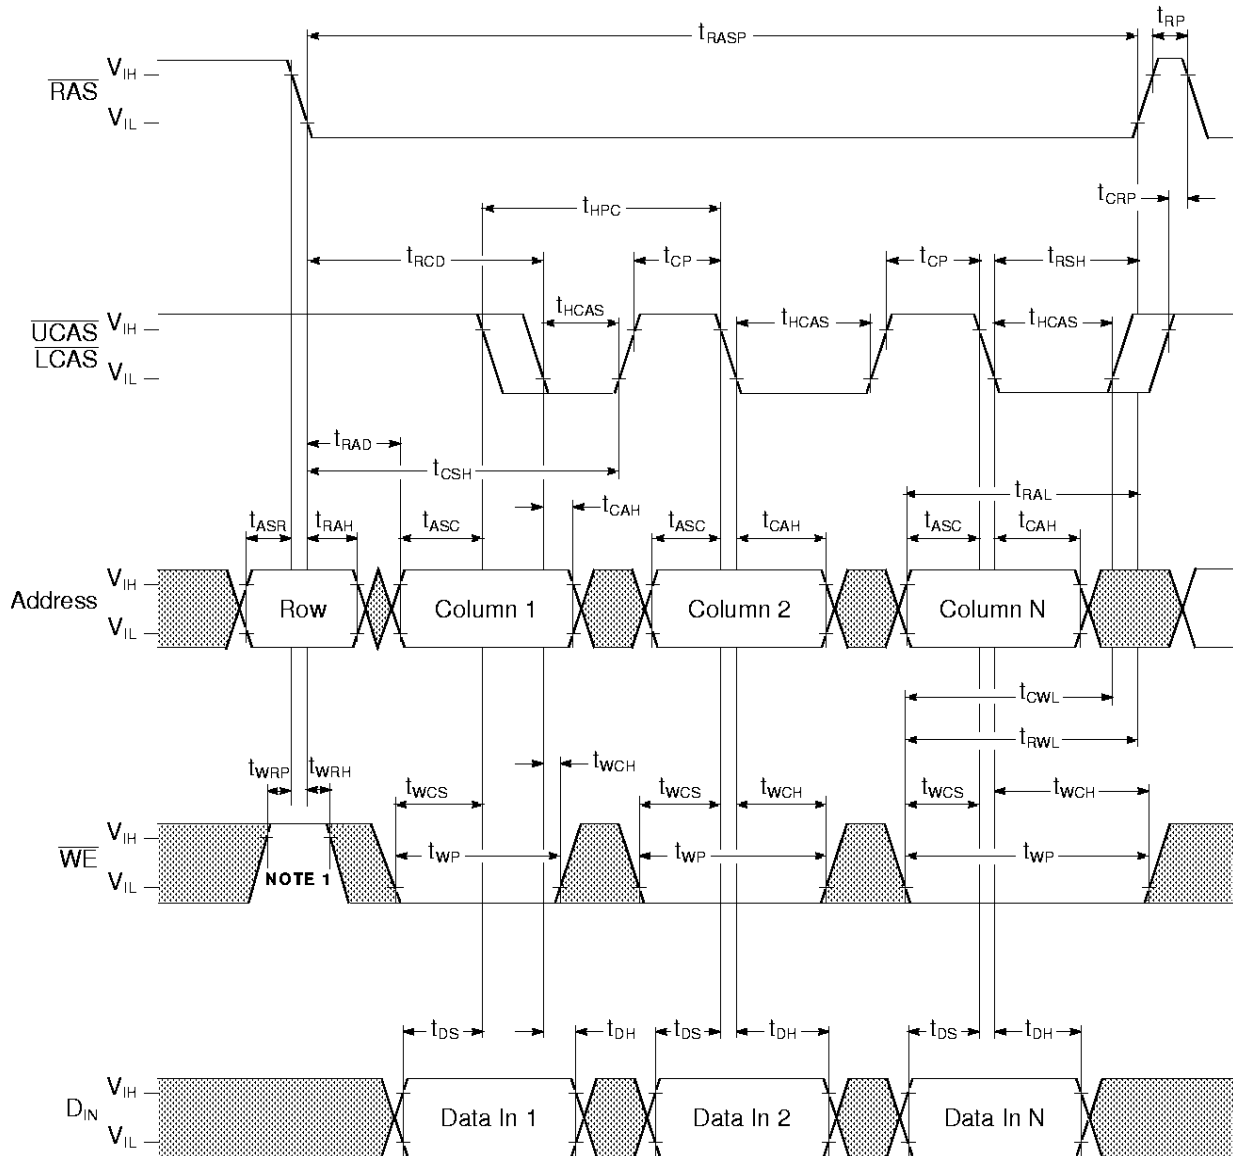 tRP
tRASP
VIH
RAS
VIL
tCRP
tHPC
tRCD
tCP
tCP
tRSH
tHCAS
tHCAS
tHCAS
UCAS
VIH
LCAS
VIL
tRAD
tCSH
tRAL
tASR
tRAH
tASC
tCAH
tASC
tCAH
tASC
tCAH
VIH
Address
Row
Column 1
Column 2
Column N
VIL
tCWL
tRWL
tWRP
tWRH
tWCH
tWCS
tWCS
tWCH
tWCS
tWCH
VIH
WE
tWP
tWP
tWP
VIL
NOTE 1
tDS
tDH
tDS
tDH
tDS
tDH
VIH
DIN
Data In 1
Data In 2
Data In N
VIL